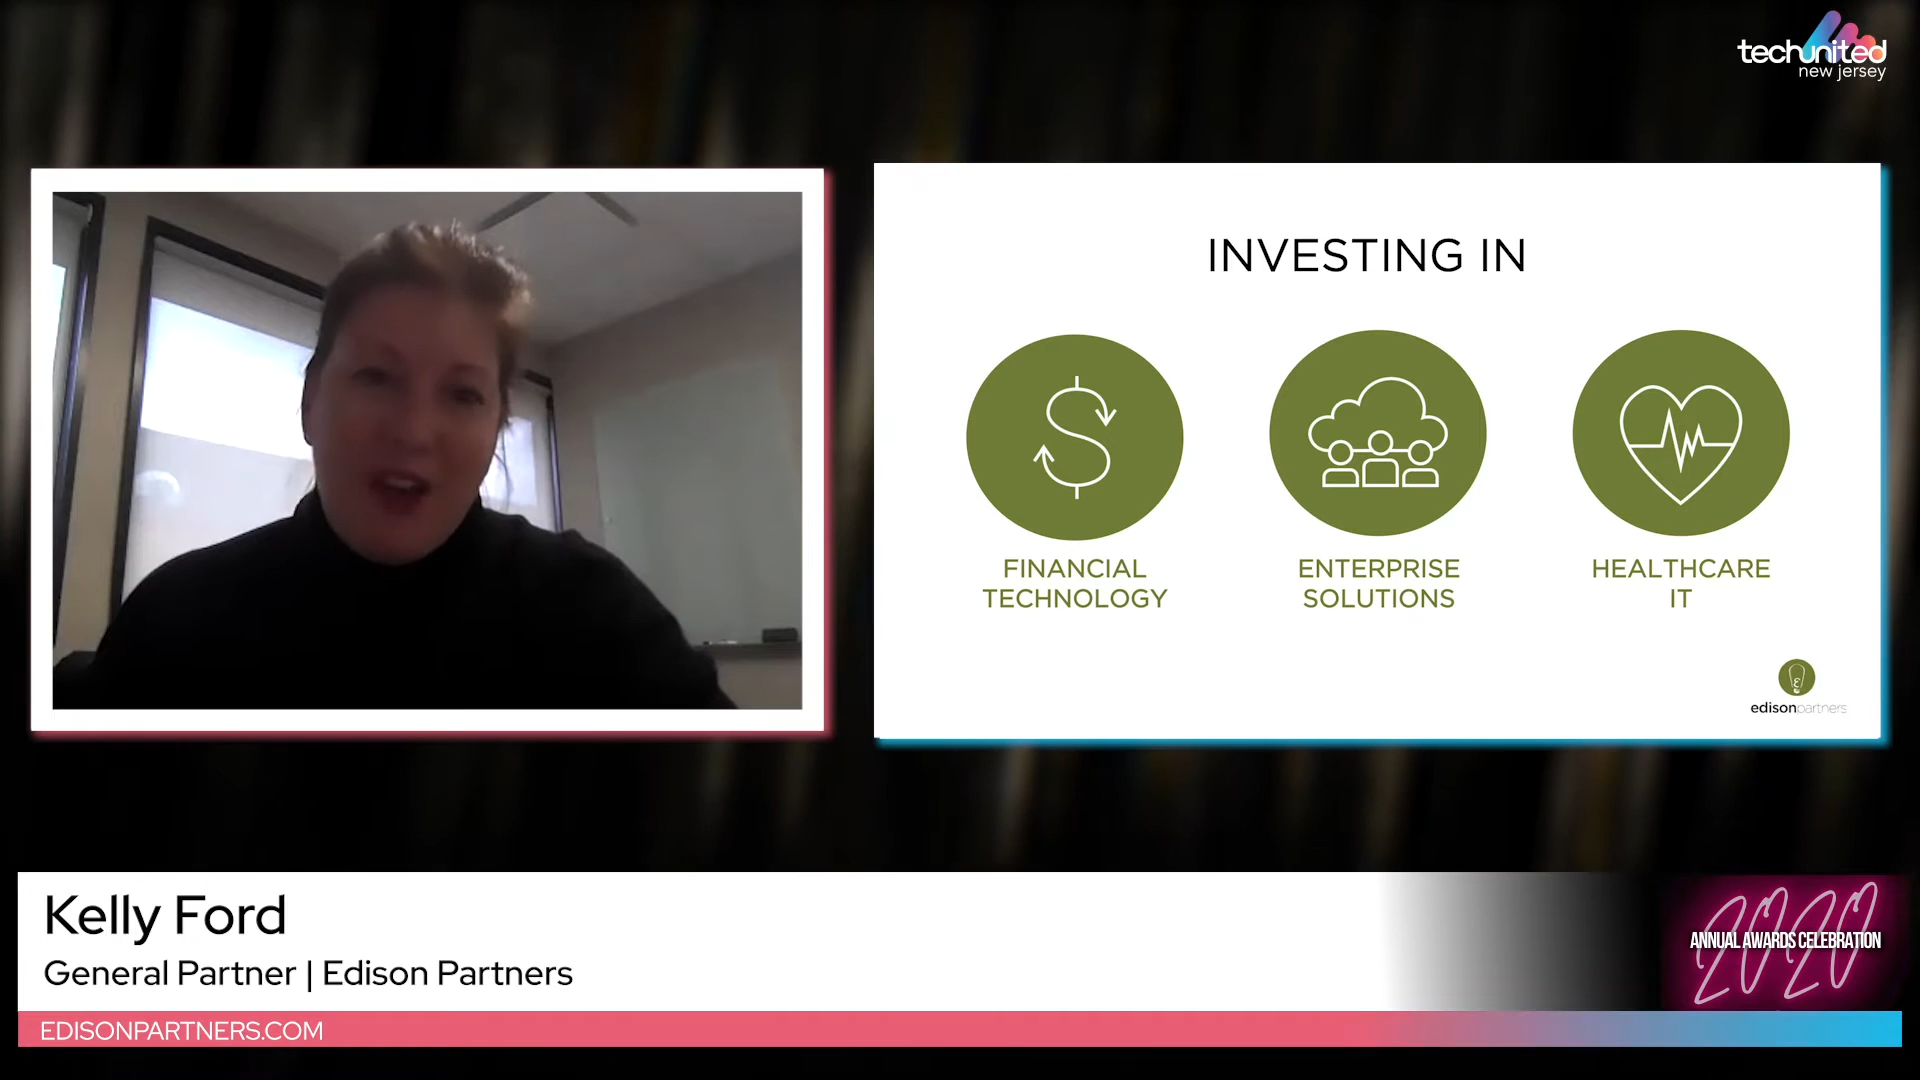 techunited
new jersey
INVESTING IN
FINANCIAL
TECHNOLOGY
ENTERPRISE
SOLUTIONS
HEALTHCARE
IT
edisonpartners
Kelly Ford
General Partner | Edison Partners
2020
ANNUAL AWARDS CELEBRATION
EDISONPARTNERS.COM